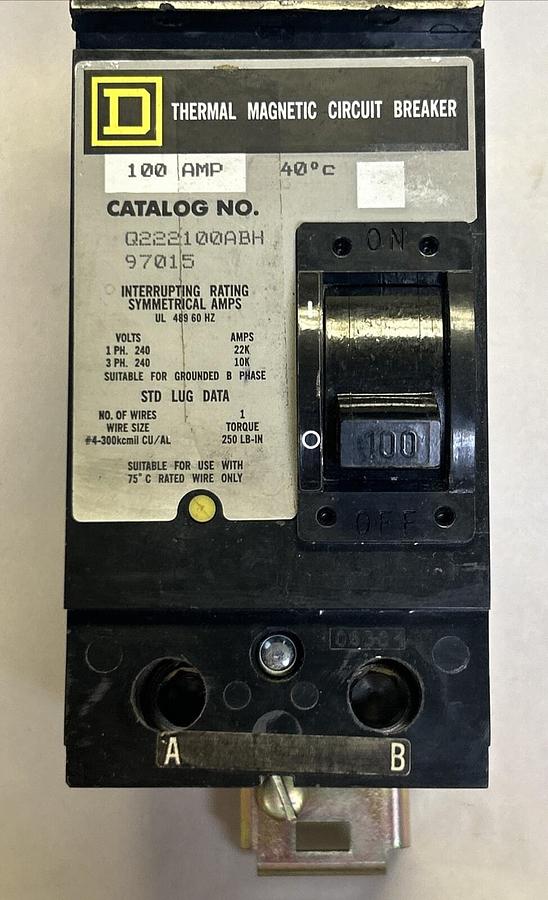 D THERMAL MAGNETIC CIRCUIT BREAKER
100 AMP 40°C
CATALOG NO.
Q222100ABH
97015
INTERRUPTING RATING
SYMMETRICAL AMPS
UL 489 60 HZ
VOLTS AMPS
1 PH. 240 22K
3 PH. 240 10K
SUITABLE FOR GROUNDED B PHASE
STD LUG DATA
NO. OF WIRES 1
WIRE SIZE TORQUE
#4-300kcmil CU/AL 250 LB-IN
SUITABLE FOR USE WITH
75°C RATED WIRE ONLY
ON
I
O
100
OFF
A B